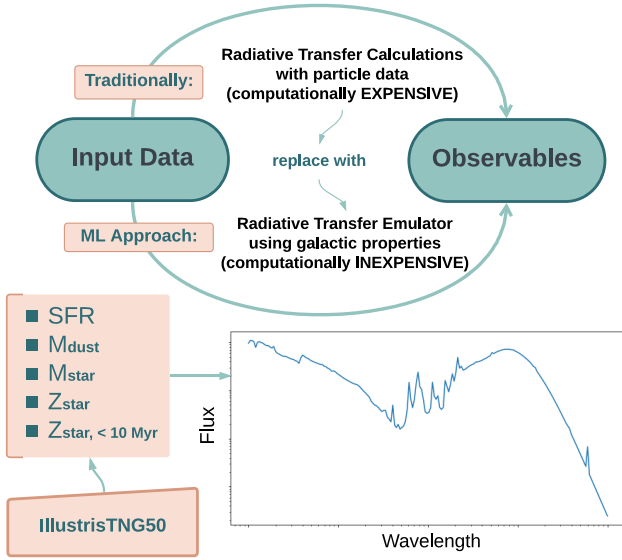 Traditionally:
Radiative Transfer Calculations
with particle data
(computationally EXPENSIVE)
Input Data
replace with
Observables
ML Approach:
Radiative Transfer Emulator
using galactic properties
(computationally INEXPENSIVE)
SFR
Mdust
Mstar
Zstar
Zstar, < 10 Myr
IllustrisTNG50
Flux
Wavelength